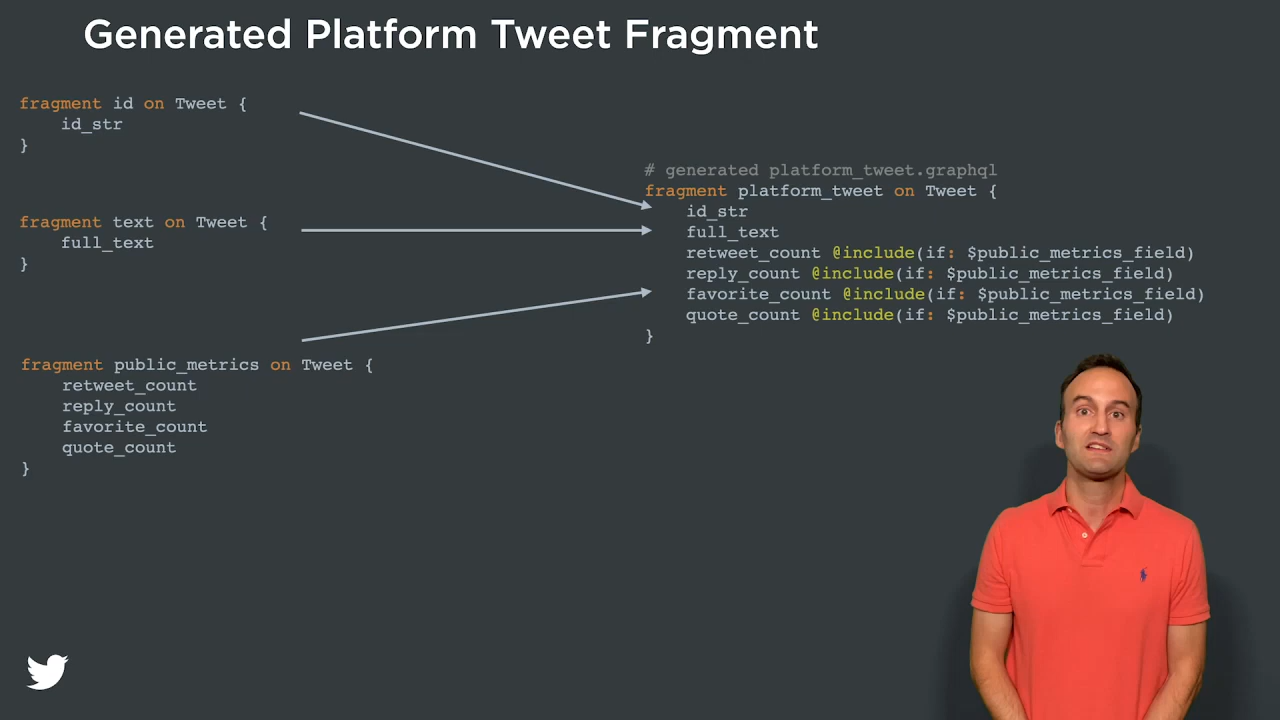 Generated Platform Tweet Fragment
fragment id on Tweet {
id_str
}
fragment text on Tweet {
full_text
}
fragment public_metrics on Tweet {
retweet_count
reply_count
favorite_count
quote_count
}
# generated platform_tweet.graphql
fragment platform_tweet on Tweet {
id_str
full_text
retweet_count @include(if: $public_metrics_field)
reply_count @include(if: $public_metrics_field)
favorite_count @include(if: $public_metrics_field)
quote_count @include(if: $public_metrics_field)
}